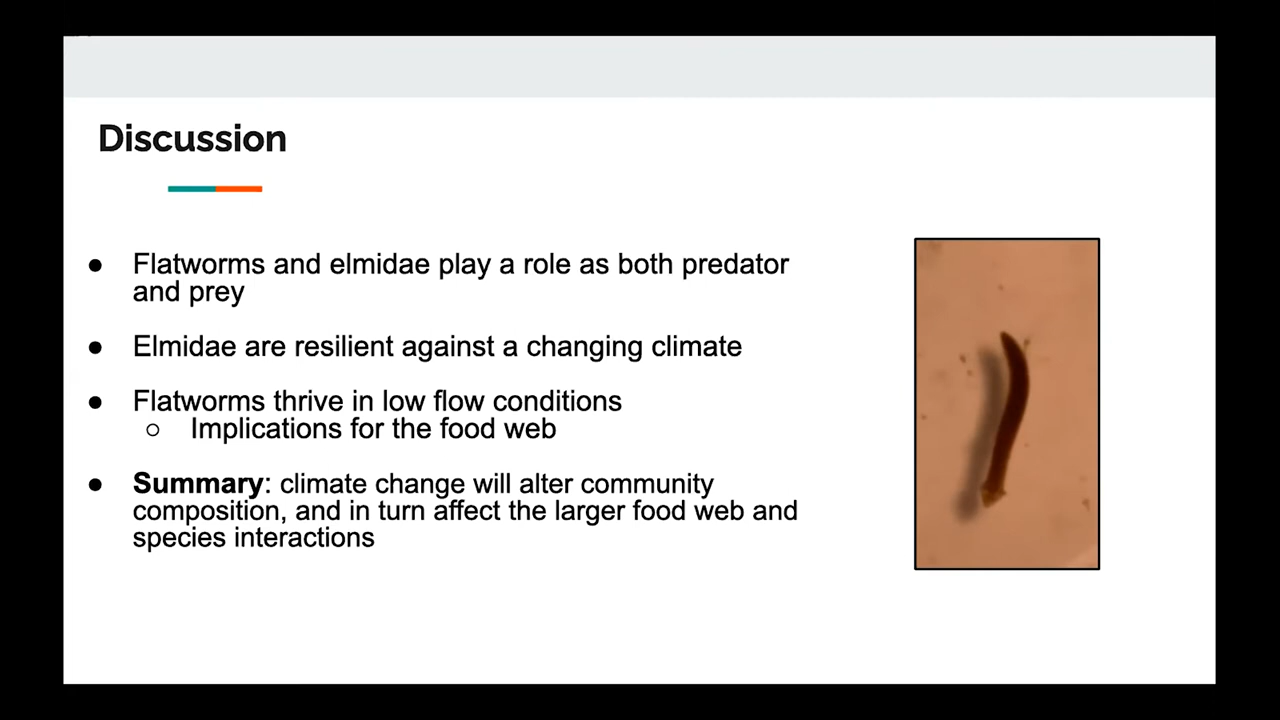 Discussion
● Flatworms and elmidae play a role as both predator
and prey
● Elmidae are resilient against a changing climate
● Flatworms thrive in low flow conditions
○ Implications for the food web
● Summary: climate change will alter community
composition, and in turn affect the larger food web and
species interactions